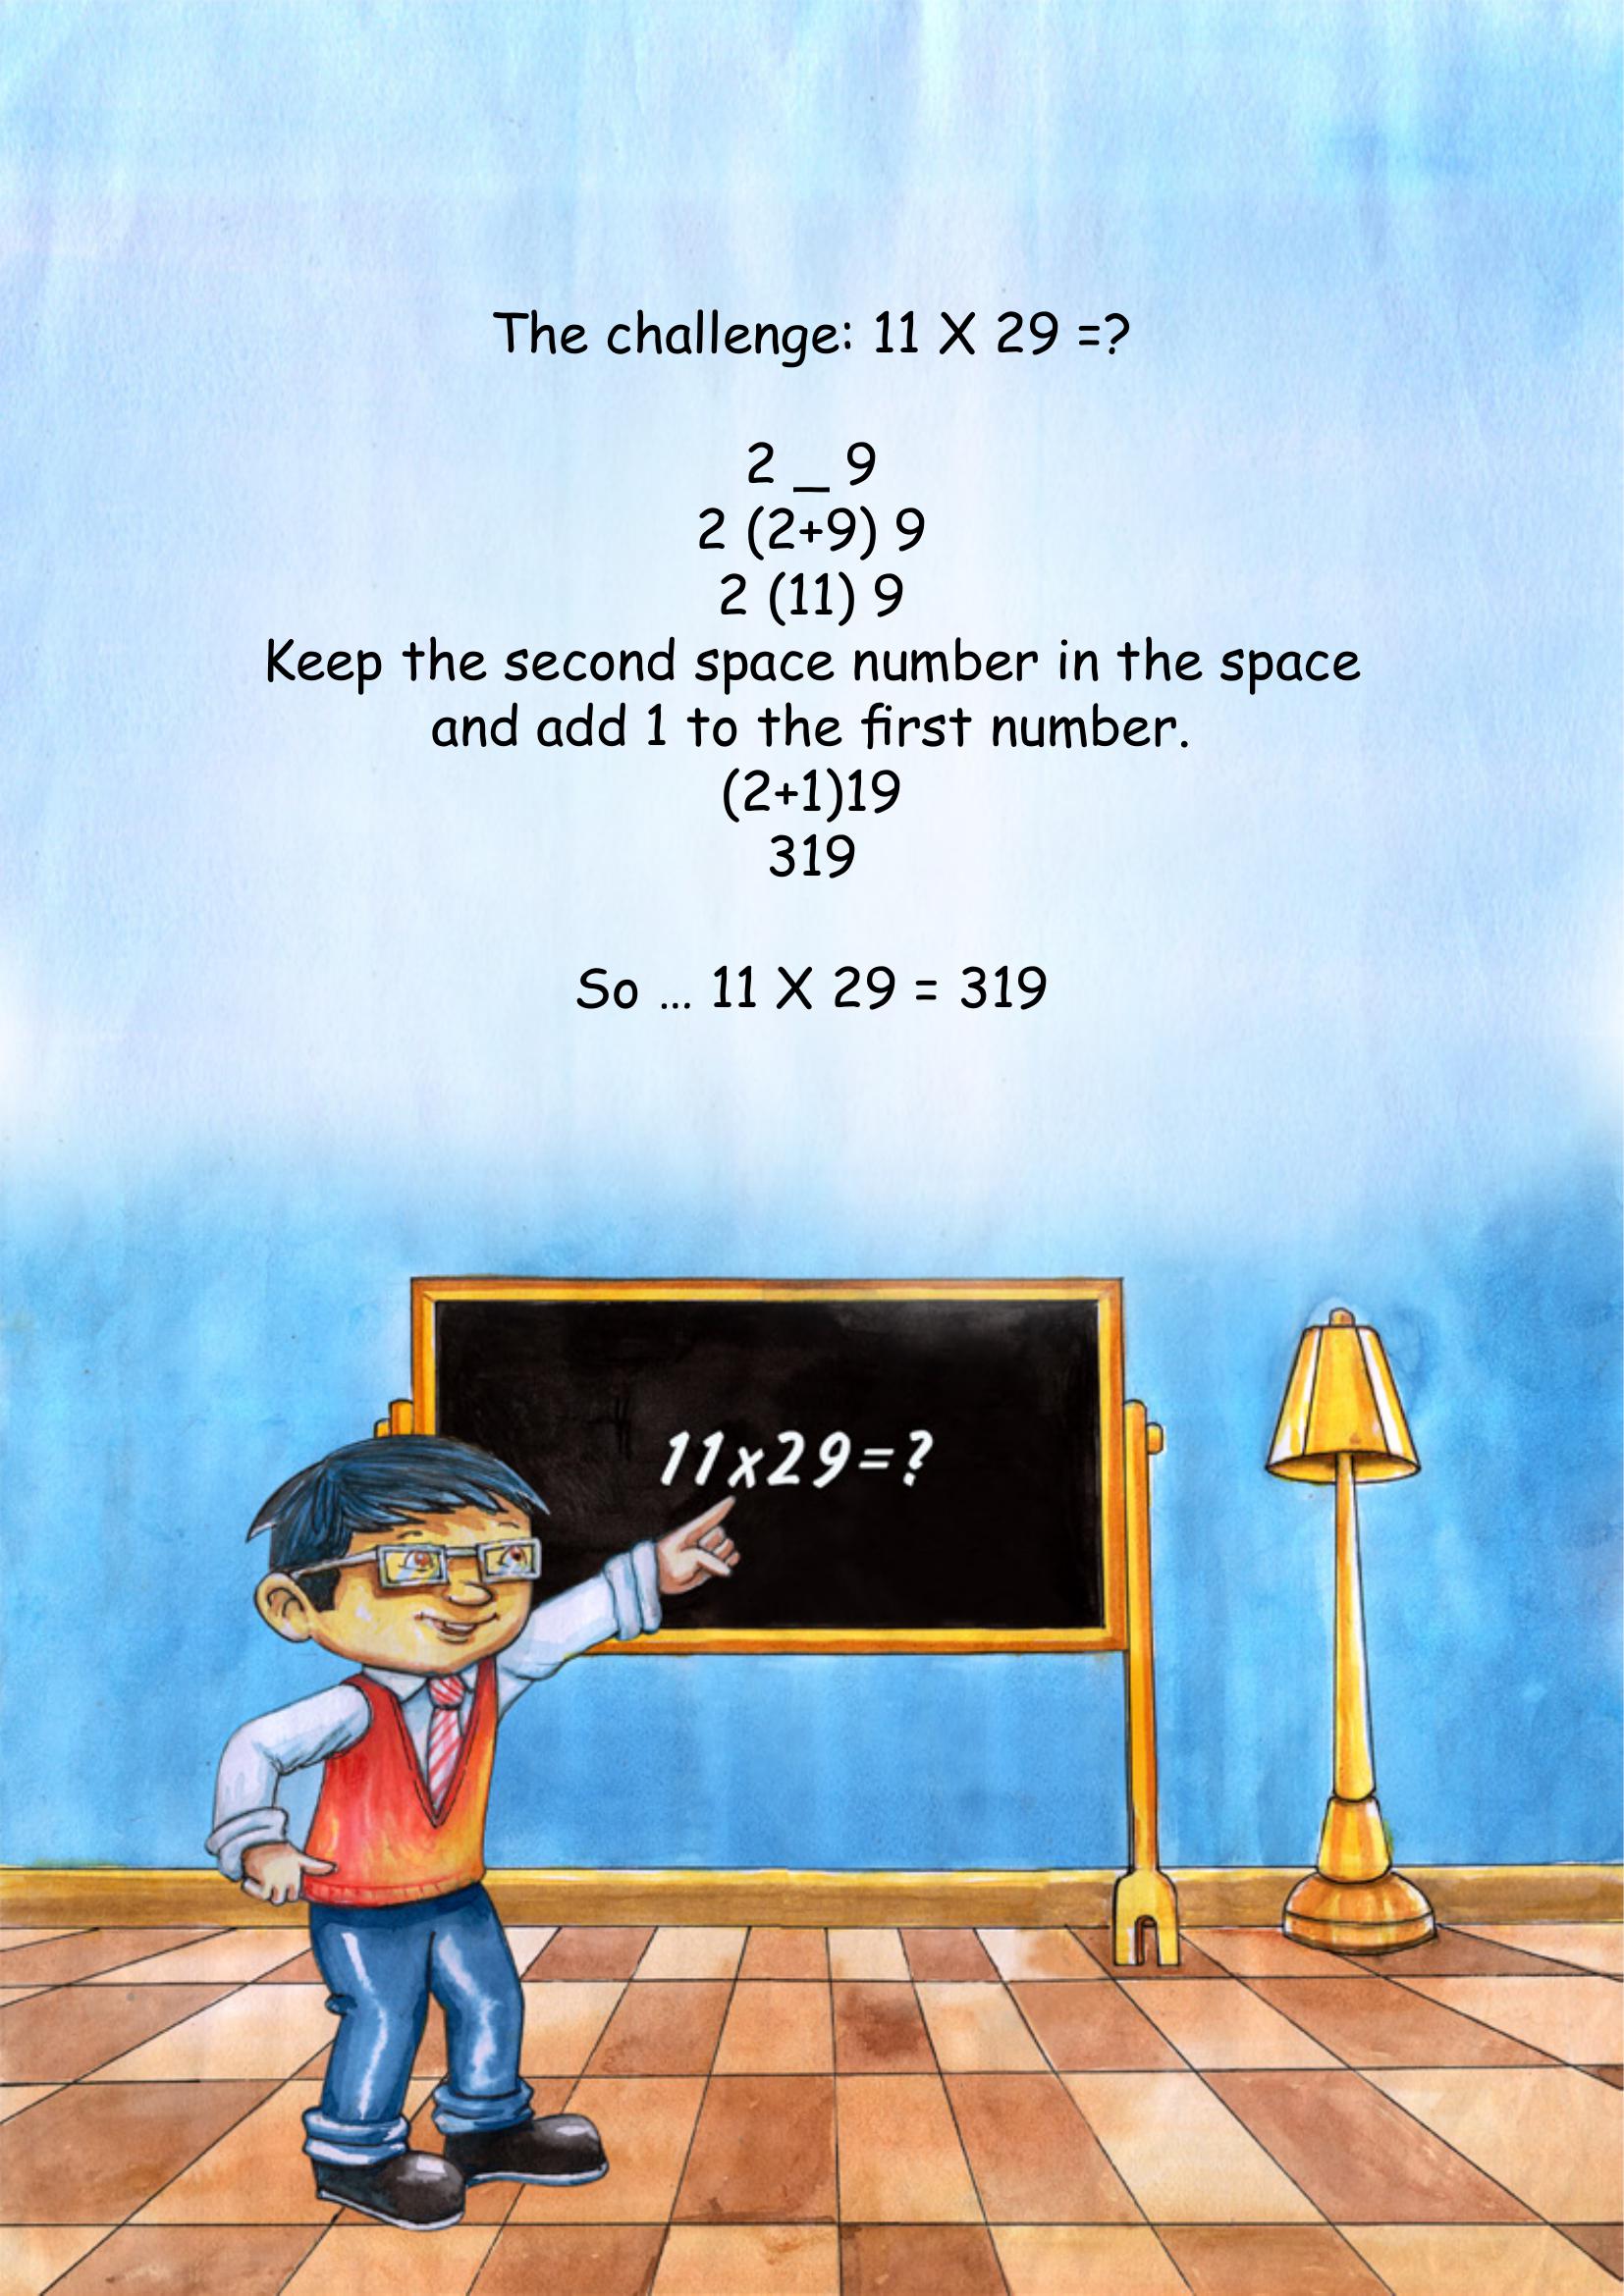 The challenge: 11 X 29 =?
2 _ 9
2 (2+9) 9
2 (11) 9
Keep the second space number in the space
and add 1 to the first number.
(2+1)19
319
So ... 11 X 29 = 319
11x29=?